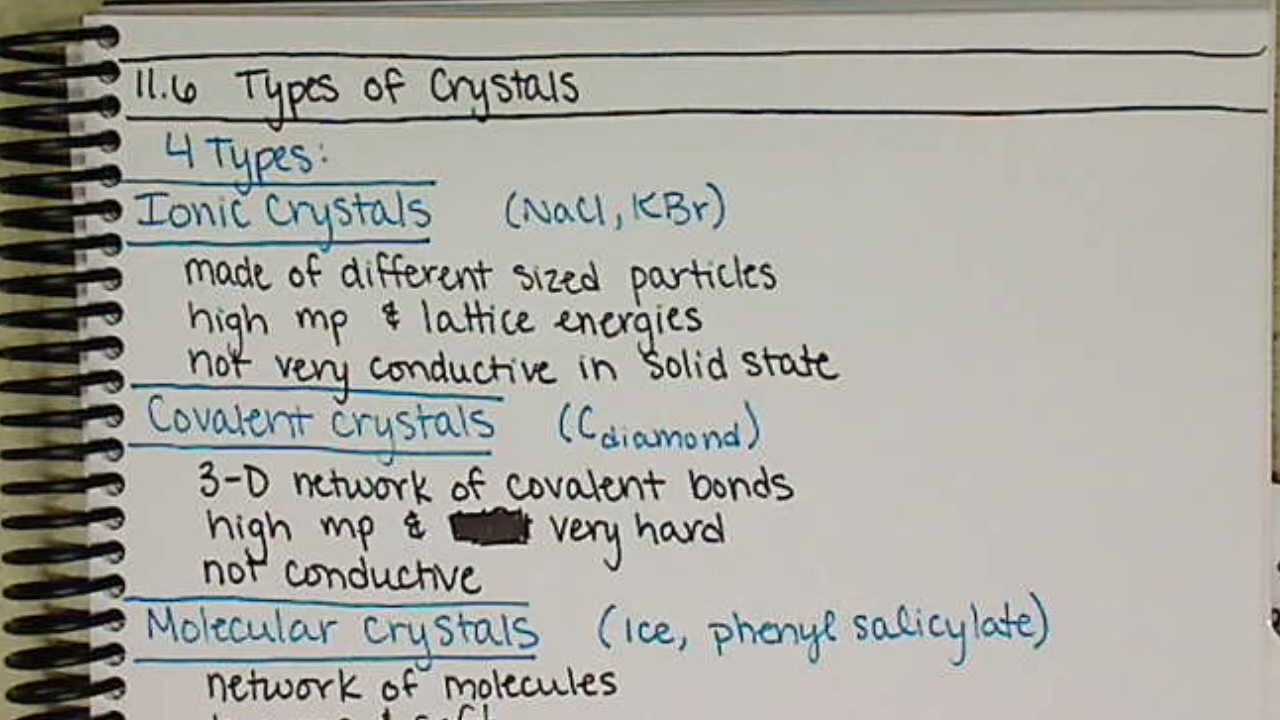 11.6 Types of Crystals
4 Types:
Ionic Crystals (NaCl, KBr)
made of different sized particles
high mp & lattice energies
not very conductive in solid state
Covalent crystals (Cdiamond)
3-D network of covalent bonds
high mp & very hard
not conductive
Molecular crystals (ice, phenyl salicylate)
network of molecules